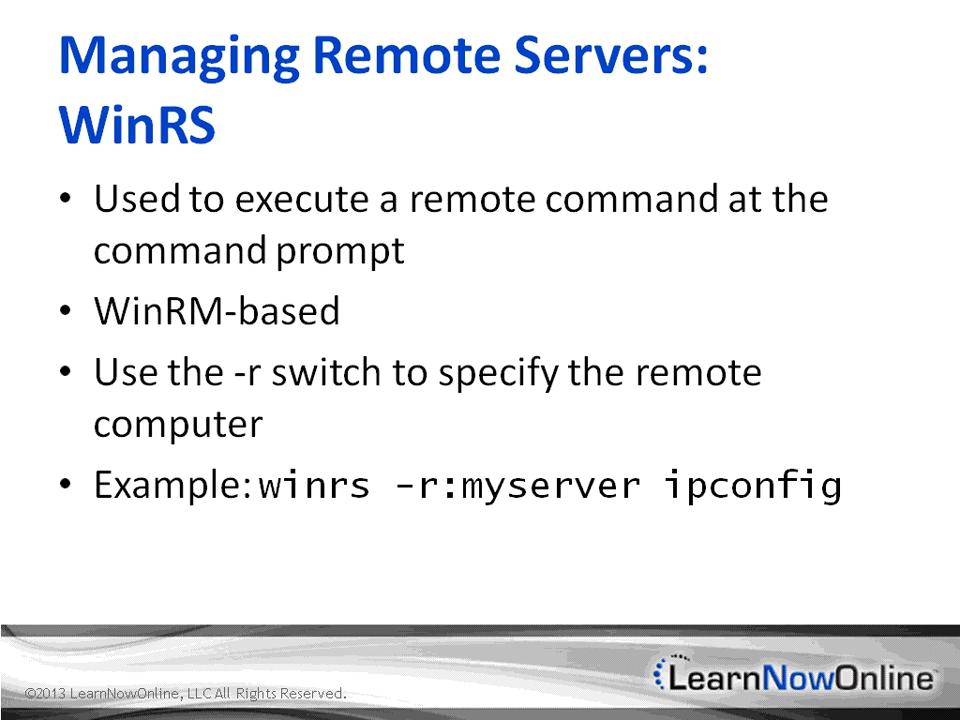 Managing Remote Servers:
WinRS
• Used to execute a remote command at the
command prompt
• WinRM-based
• Use the -r switch to specify the remote
computer
• Example: winrs -r:myserver ipconfig
©2013 LearnNowOnline, LLC All Rights Reserved.
LearnNowOnline